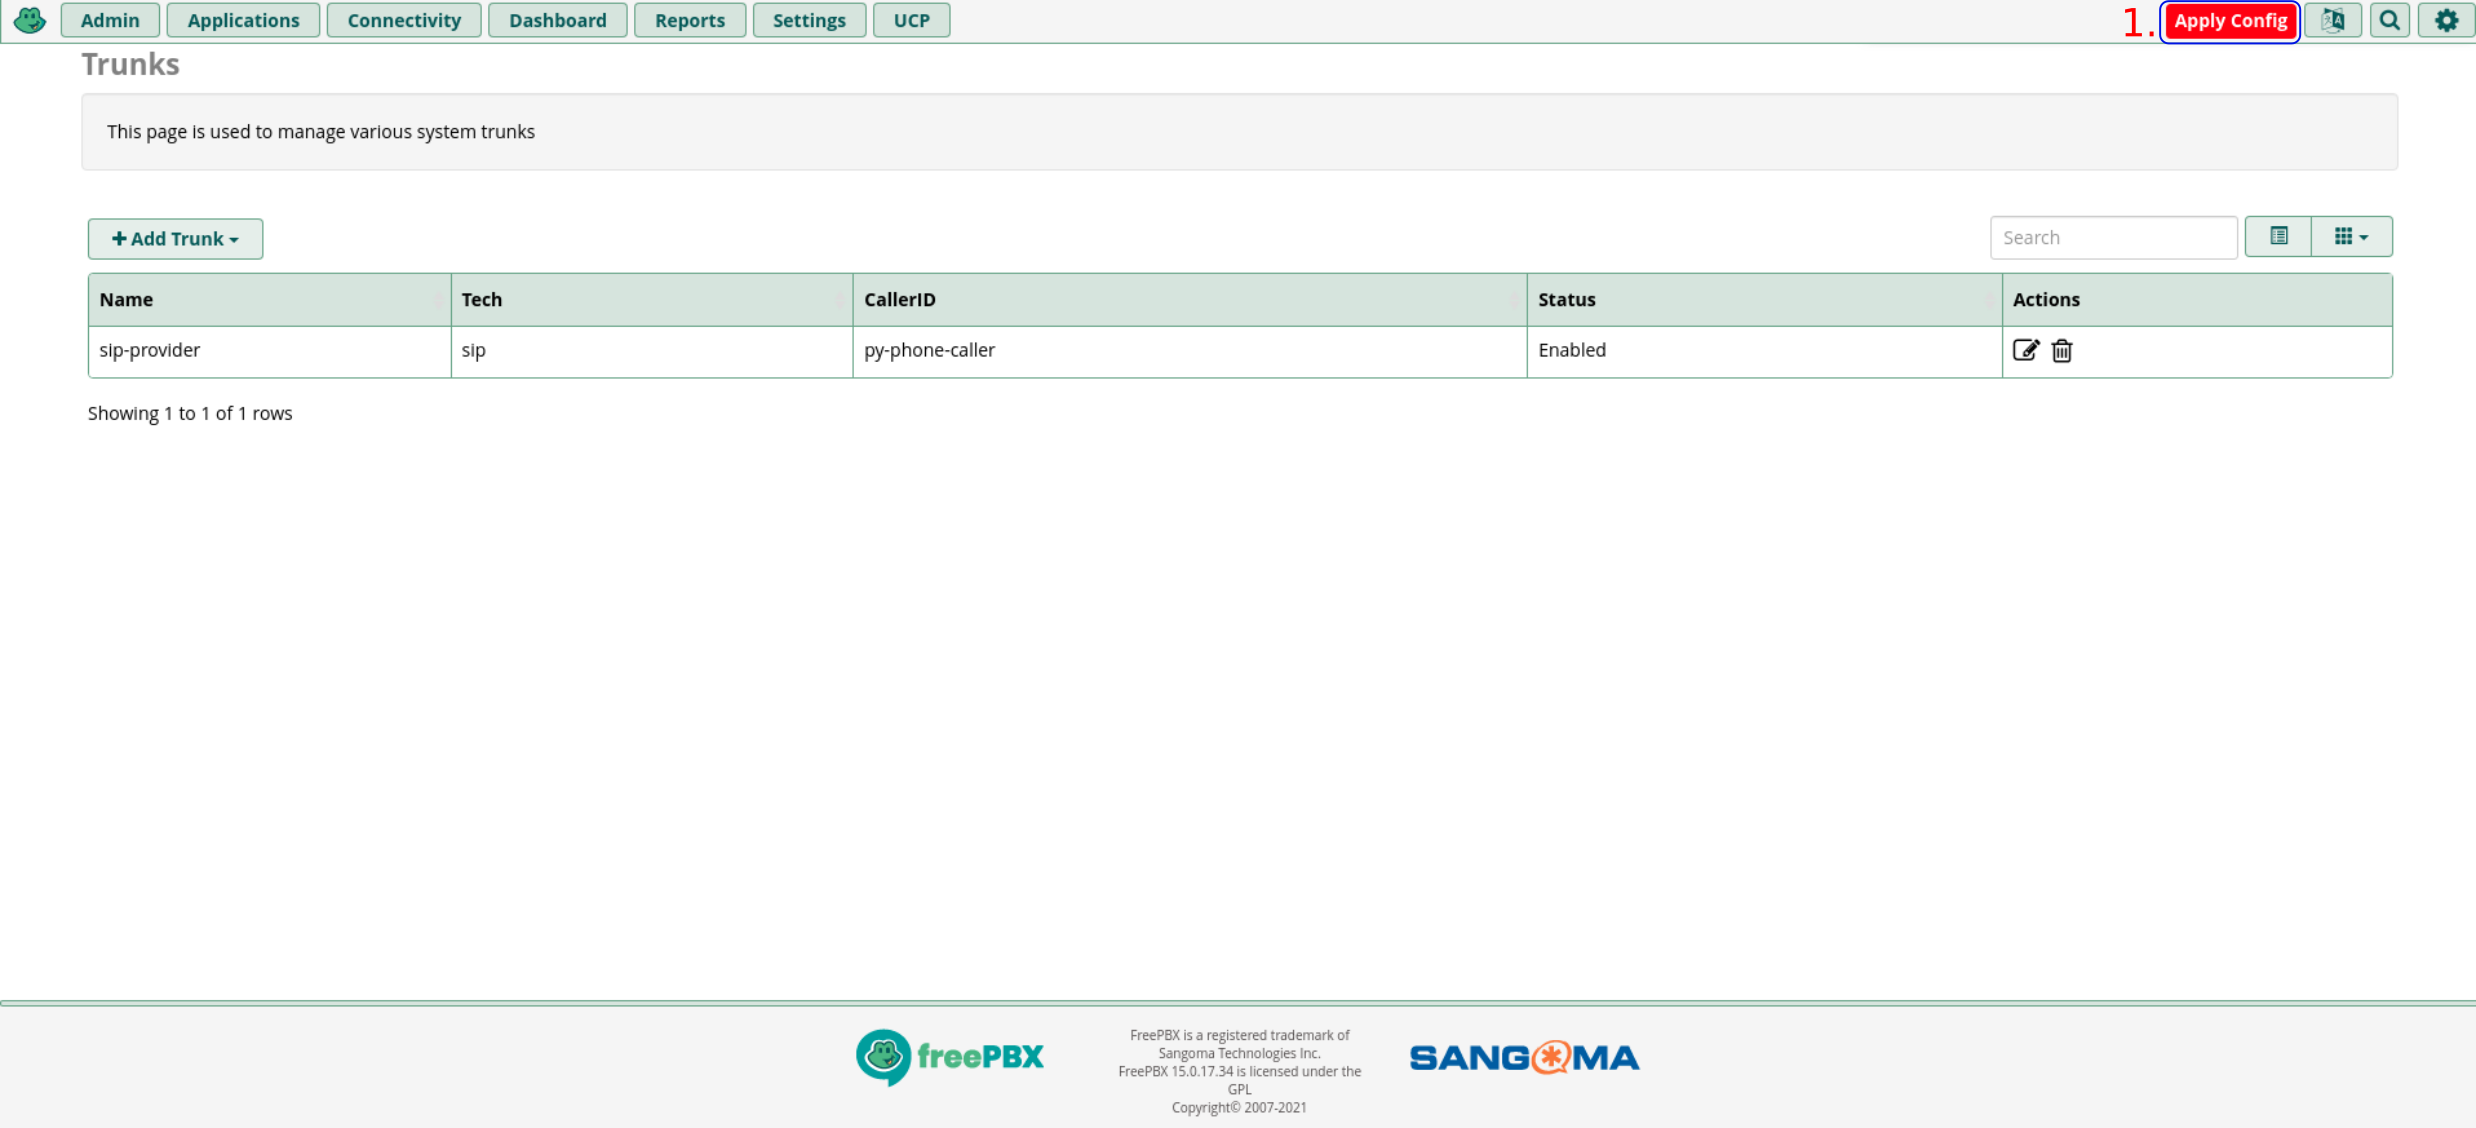 Admin Applications Connectivity Dashboard Reports Settings UCP 1. Apply Config
Trunks
This page is used to manage various system trunks
Add Trunk Search
Name Tech CallerID Status Actions
sip-provider sip py-phone-caller Enabled
Showing 1 to 1 of 1 rows
freePBX
FreePBX is a registered trademark of
Sangoma Technologies Inc.
FreePBX 15.0.17.34 is licensed under the
GPL
Copyright© 2007-2021
SANGOMA